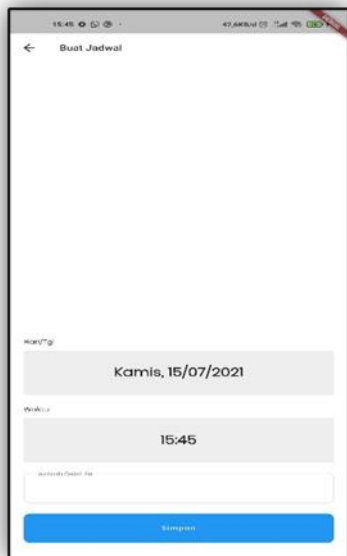 15:45
Buat Jadwal
Hari/Tgl
Kamis, 15/07/2021
Waktu
15:45
Simpan